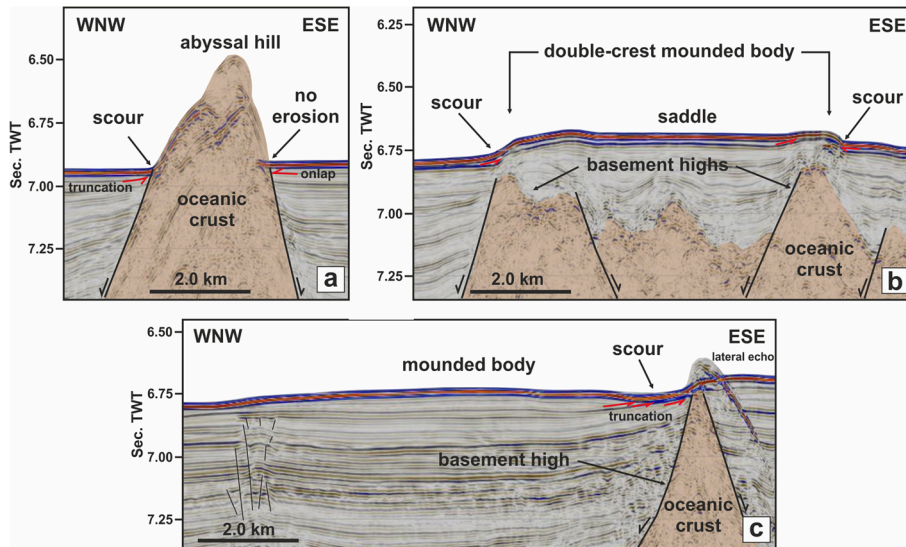 WNW
ESE
abyssal hill
6.50
scour
no
erosion
6.75
Sec. TWT
truncation
onlap
7.00
oceanic
crust
7.25
2.0 km
a
WNW
ESE
6.25
6.50
double-crest mounded body
scour
saddle
scour
6.75
Sec. TWT
basement highs
7.00
oceanic
crust
7.25
2.0 km
b
WNW
ESE
6.50
mounded body
scour
lateral echo
6.75
truncation
Sec. TWT
7.00
basement high
oceanic
crust
7.25
2.0 km
c